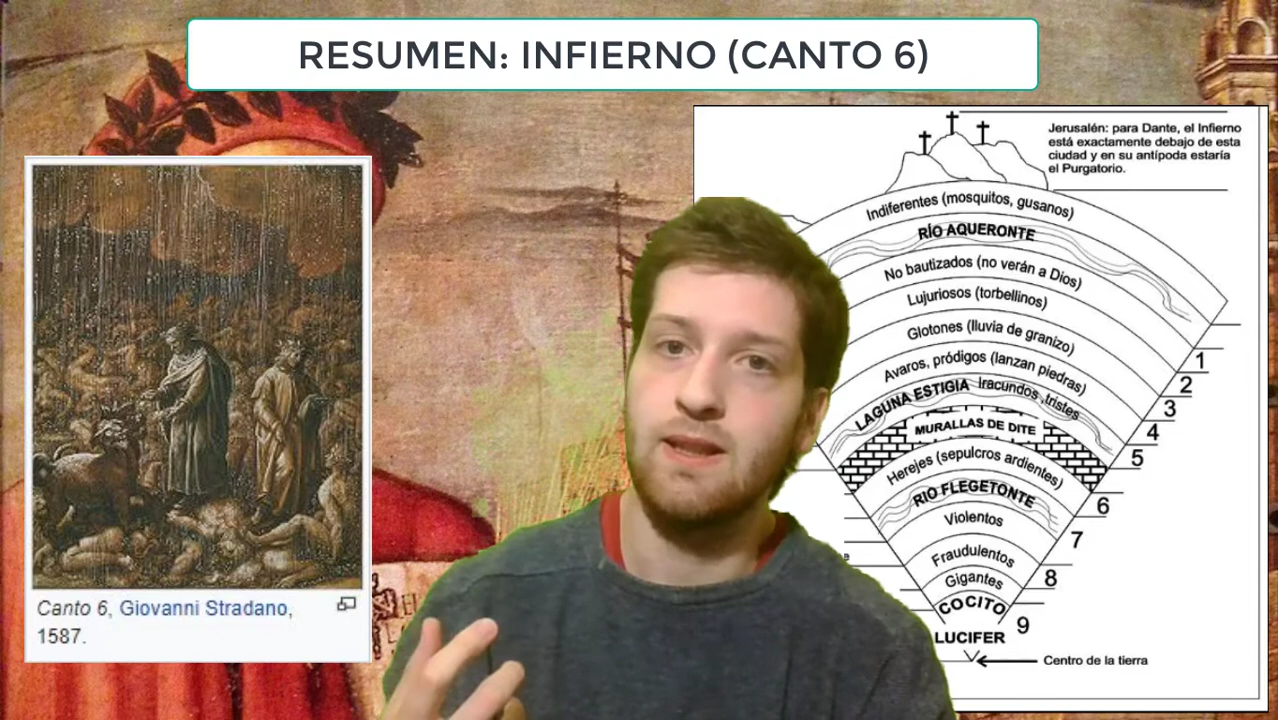 RESUMEN: INFIERNO (CANTO 6)
Canto 6, Giovanni Stradano,
1587.
Jerusalén: para Dante, el Infierno
está exactamente debajo de esta
ciudad y en su antípoda estaría
el Purgatorio.
Indiferentes (mosquitos, gusanos)
RÍO AQUERONTE
No bautizados (no verán a Dios)
Lujuriosos (torbellinos)
Glotones (lluvia de granizo)
Avaros, pródigos (lanzan piedras)
LAGUNA ESTIGIA Iracundos ,tristes
MURALLAS DE DITE
Herejes (sepulcros ardientes)
RIO FLEGETONTE
Violentos
Fraudulentos
Gigantes
COCITO
LUCIFER
1
2
3
4
5
6
7
8
9
Centro de la tierra